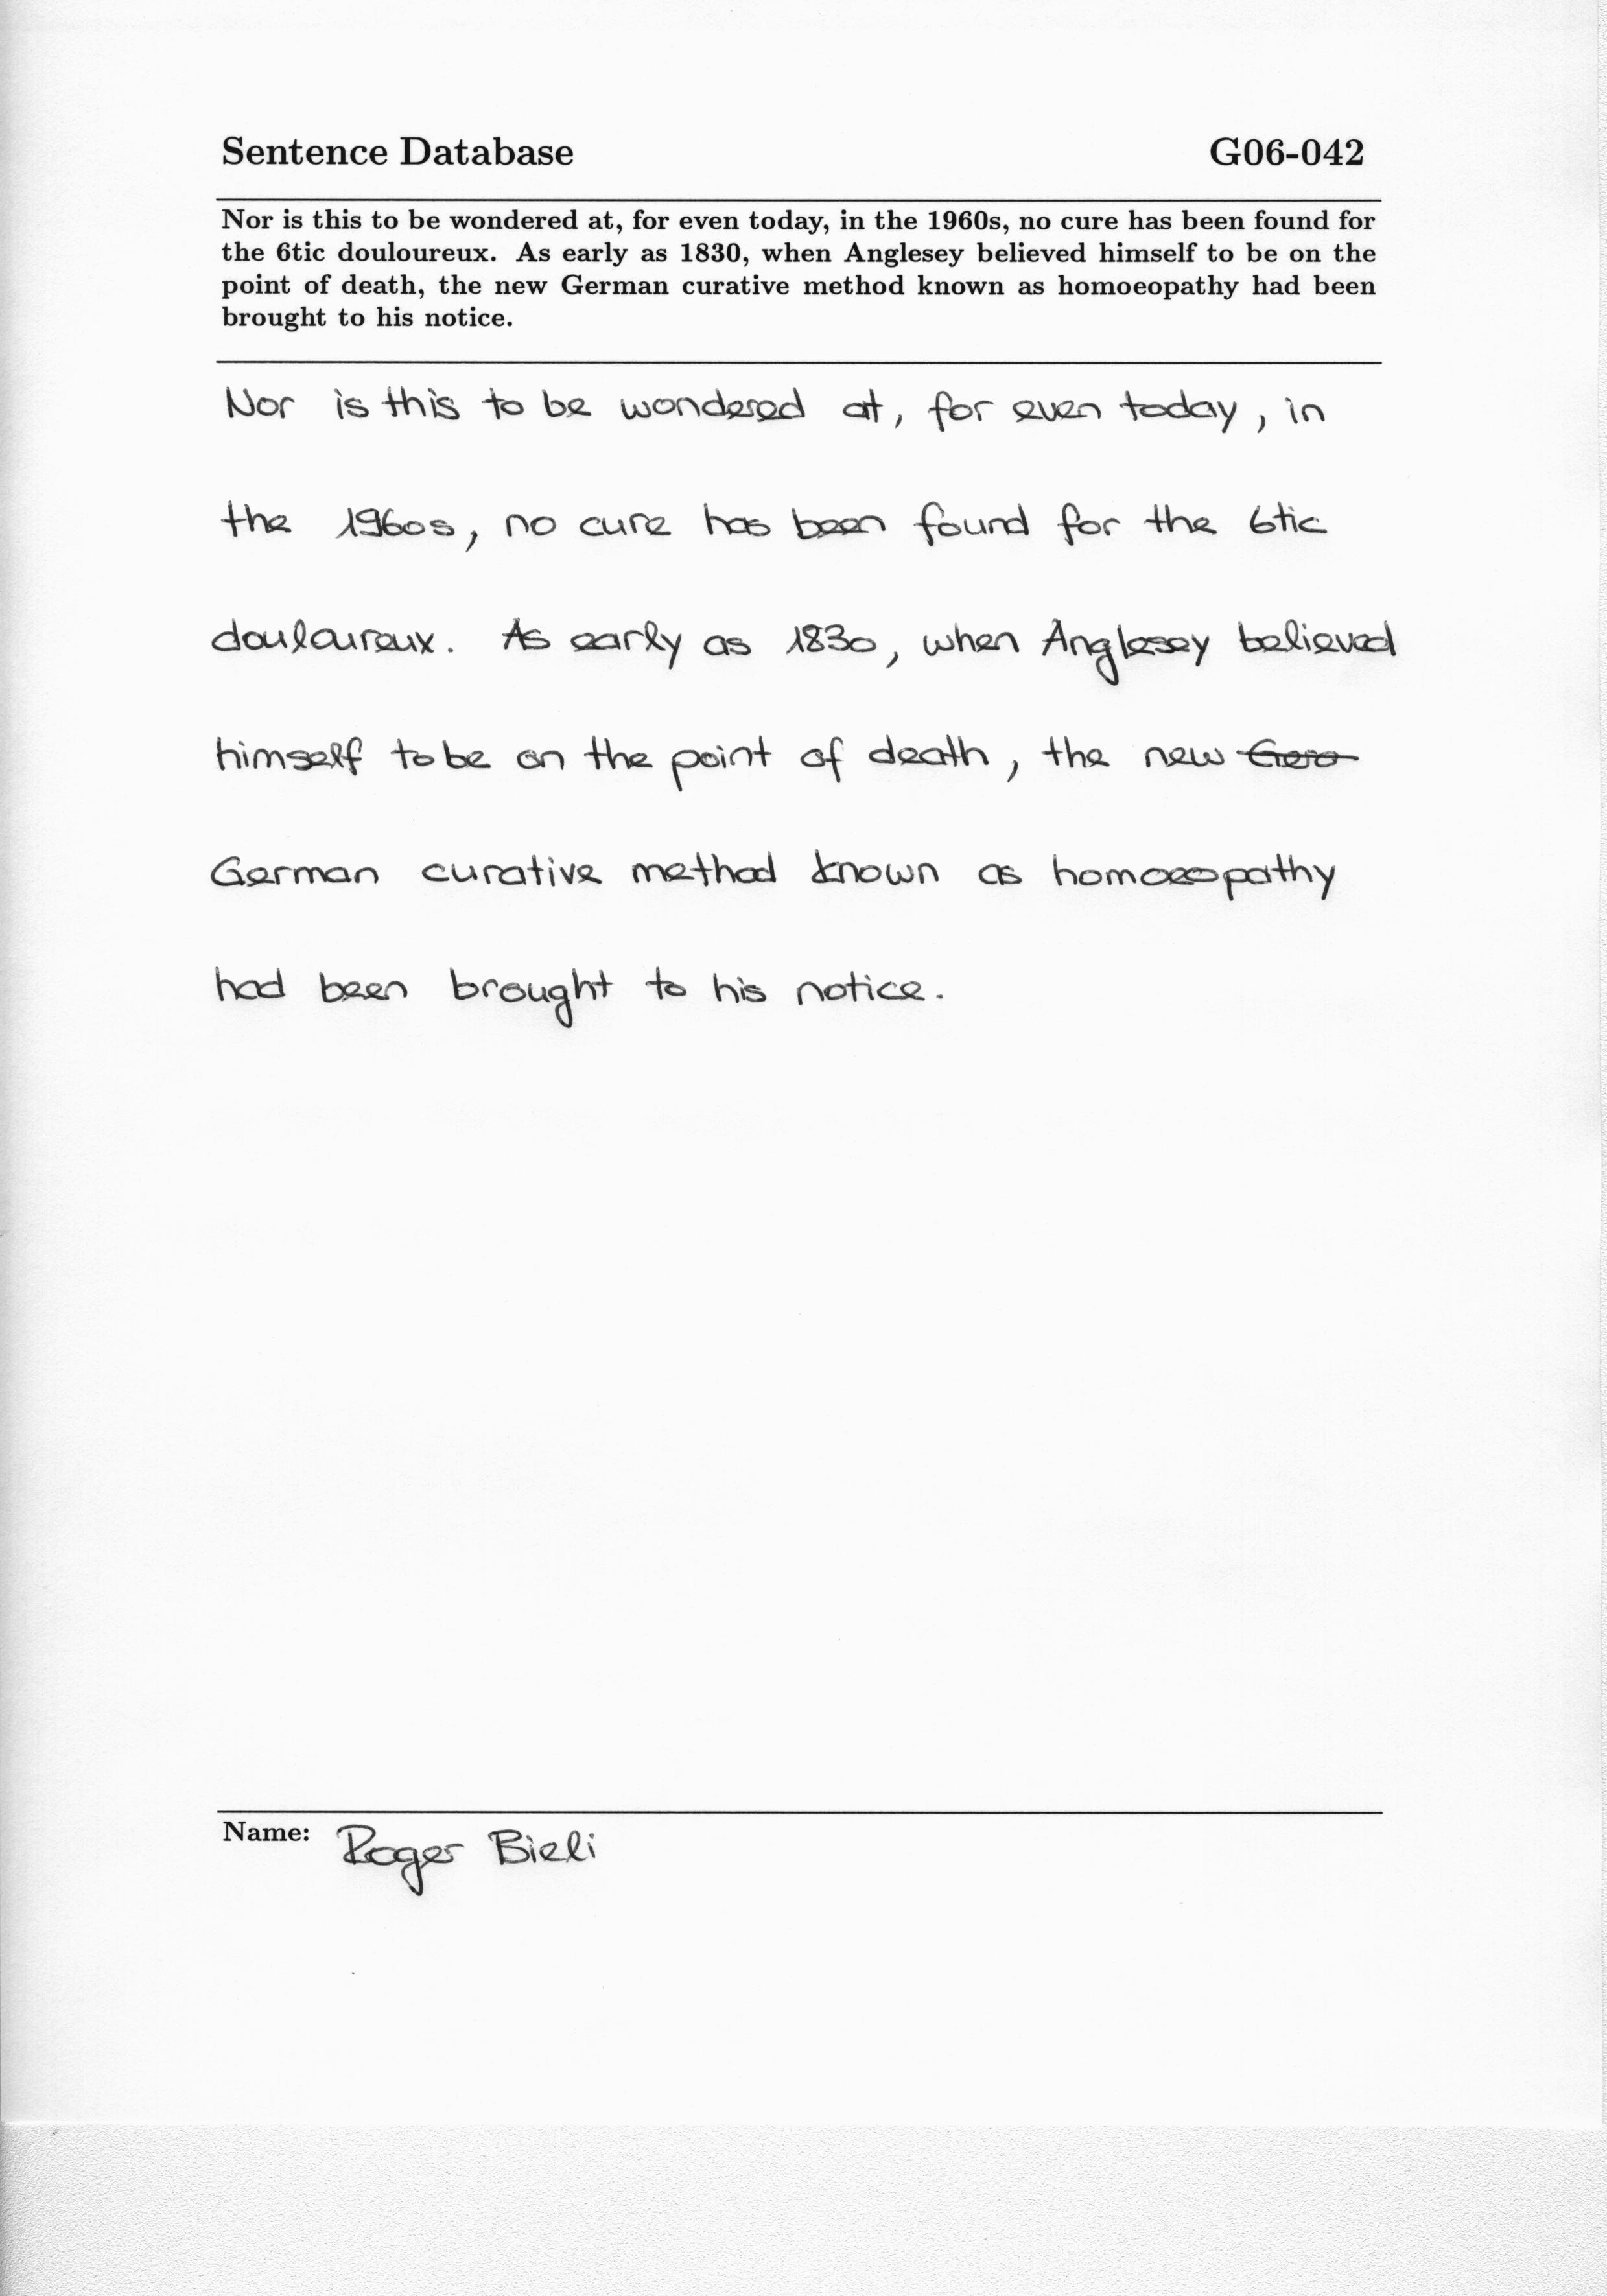 Sentence Database G06-042
Nor is this to be wondered at, for even today, in the 1960s, no cure has been found for
the 6tic douloureux. As early as 1830, when Anglesey believed himself to be on the
point of death, the new German curative method known as homoeopathy had been
brought to his notice.
Nor is this to be wondered at, for even today, in
the 1960s, no cure has been found for the 6tic
douloureux. As early as 1830, when Anglesey believed
himself to be on the point of death, the new
German curative method known as homoeopathy
had been brought to his notice.
Name: Roger Bieli